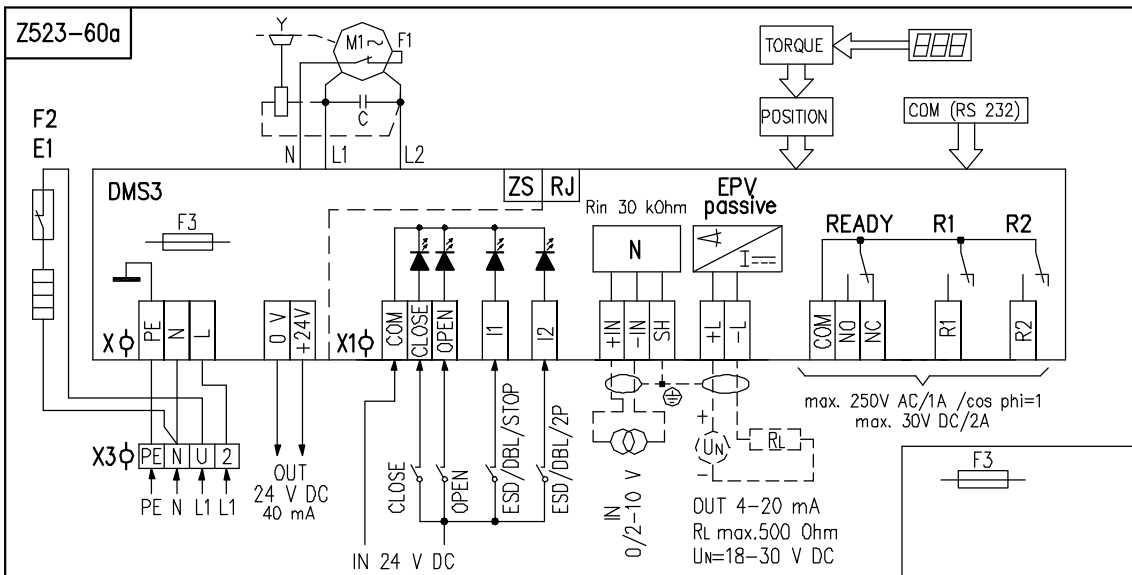 Z523-60a
Y
M1~
F1
C
N
L1
L2
TORQUE
POSITION
COM (RS 232)
F2
E1
DMS3
F3
ZS
RJ
Rin 30 kOhm
N
EPV
passive
I
READY
R1
R2
X
PE
N
L
0 V
+24V
X1
COM
CLOSE
OPEN
I1
I2
+IN
-IN
SH
+L
-L
COM
NO
NC
R1
R2
max. 250V AC/1A /cos phi=1
max. 30V DC/2A
X3
PE
N
U
2
PE
N
L1
L1
OUT
24 V DC
40 mA
CLOSE
OPEN
ESD/DBL/STOP
ESD/DBL/2P
IN 24 V DC
IN
0/2-10 V
+
UN
-
RL
OUT 4-20 mA
RL max.500 Ohm
UN=18-30 V DC
F3